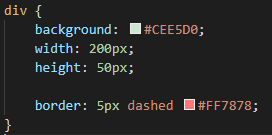 div {
background: #CEE5D0;
width: 200px;
height: 50px;
border: 5px dashed #FF7878;
}